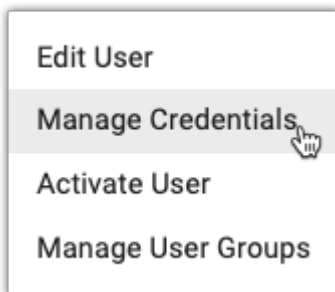 Edit User
Manage Credentials
Activate User
Manage User Groups